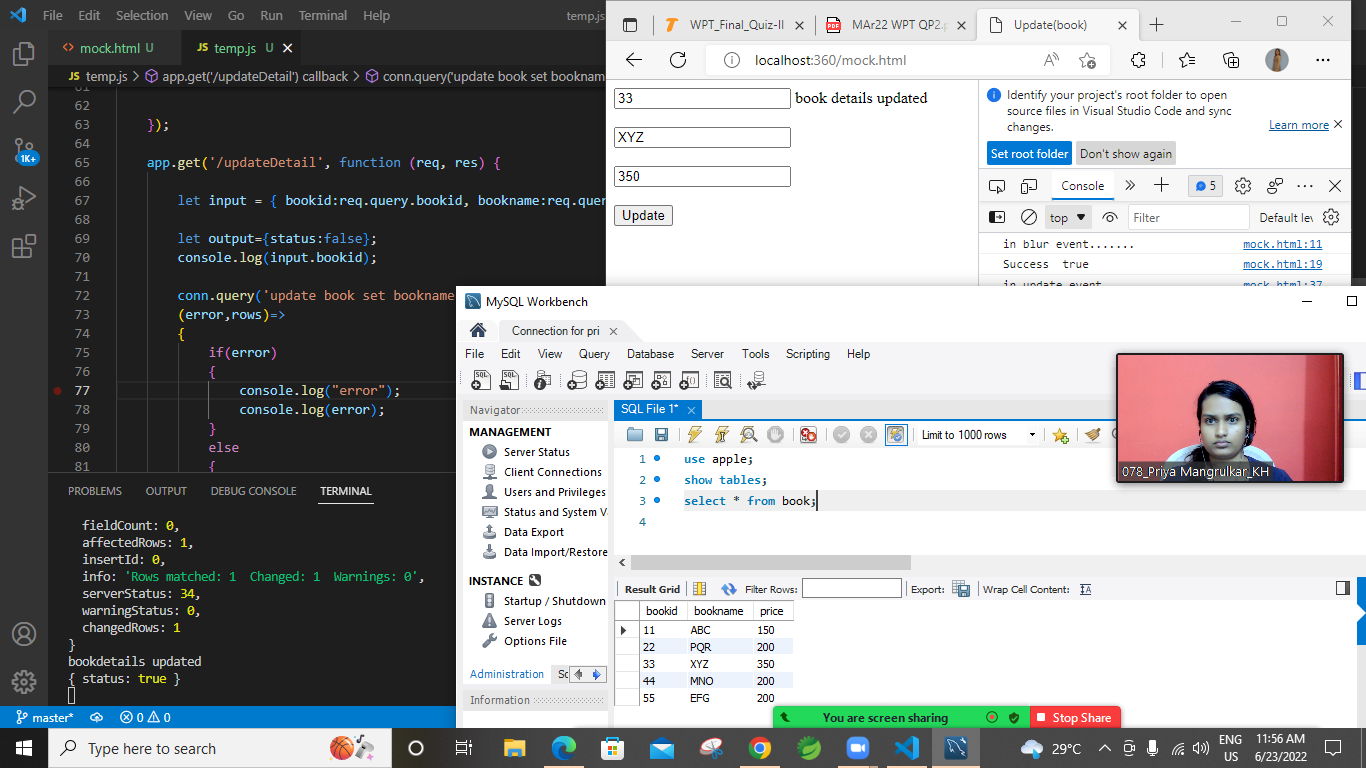 File Edit Selection View Go Run Terminal Help temp.js
mock.html U
JS temp.js U
JS temp.js > app.get('/updateDetail') callback > conn.query('update book set booknam
61
62
63 });
64
65 app.get('/updateDetail', function (req, res) {
66
67 let input = { bookid:req.query.bookid, bookname:req.quer
68
69 let output={status:false};
70 console.log(input.bookid);
71
72 conn.query('update book set bookname
73 (error,rows)=>
74 {
75 if(error)
76 {
77 console.log("error");
78 console.log(error);
79 }
80 else
81 {
PROBLEMS OUTPUT DEBUG CONSOLE TERMINAL
fieldCount: 0,
affectedRows: 1,
insertId: 0,
info: 'Rows matched: 1 Changed: 1 Warnings: 0',
serverStatus: 34,
warningStatus: 0,
changedRows: 1
}
bookdetails updated
{ status: true }
1K+
master* 0 0
WPT_Final_Quiz-II
MAr22 WPT QP2.p
Update(book)
localhost:360/mock.html
33 book details updated
XYZ
350
Update
Identify your project's root folder to open
source files in Visual Studio Code and sync
changes.
Learn more
Set root folder Don't show again
Console 5
top Filter Default lev
in blur event....... mock.html:11
Success true mock.html:19
in update event mock.html:37
MySQL Workbench
Connection for pri
File Edit View Query Database Server Tools Scripting Help
Navigator
MANAGEMENT
Server Status
Client Connections
Users and Privileges
Status and System Va
Data Export
Data Import/Restore
INSTANCE
Startup / Shutdown
Server Logs
Options File
Administration Sc
Information
SQL File 1*
Limit to 1000 rows
1 use apple;
2 show tables;
3 select * from book;
4
078_Priya Mangrulkar_KH
Result Grid Filter Rows: Export: Wrap Cell Content:
bookid bookname price
11 ABC 150
22 PQR 200
33 XYZ 350
44 MNO 200
55 EFG 200
You are screen sharing Stop Share
Type here to search
29°C
ENG
US
11:56 AM
6/23/2022